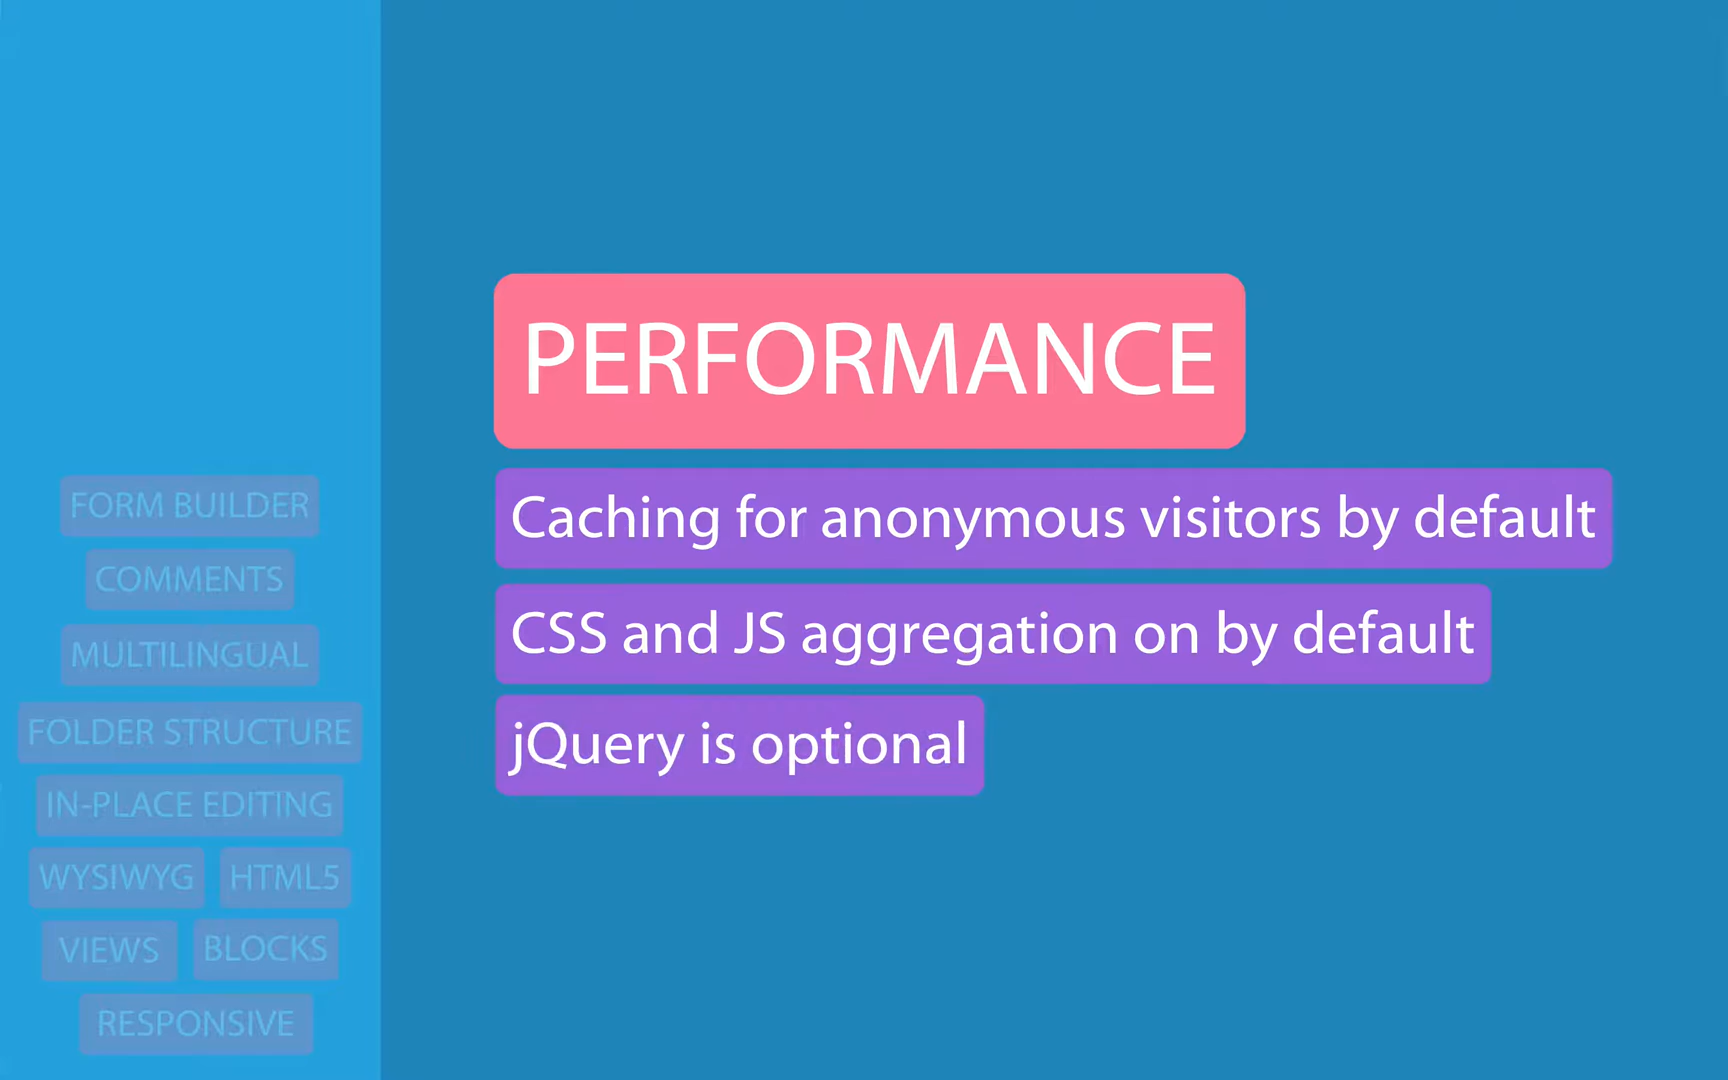 PERFORMANCE
Caching for anonymous visitors by default
CSS and JS aggregation on by default
jQuery is optional
FORM BUILDER
COMMENTS
MULTILINGUAL
FOLDER STRUCTURE
IN-PLACE EDITING
WYSIWYG HTML5
VIEWS BLOCKS
RESPONSIVE